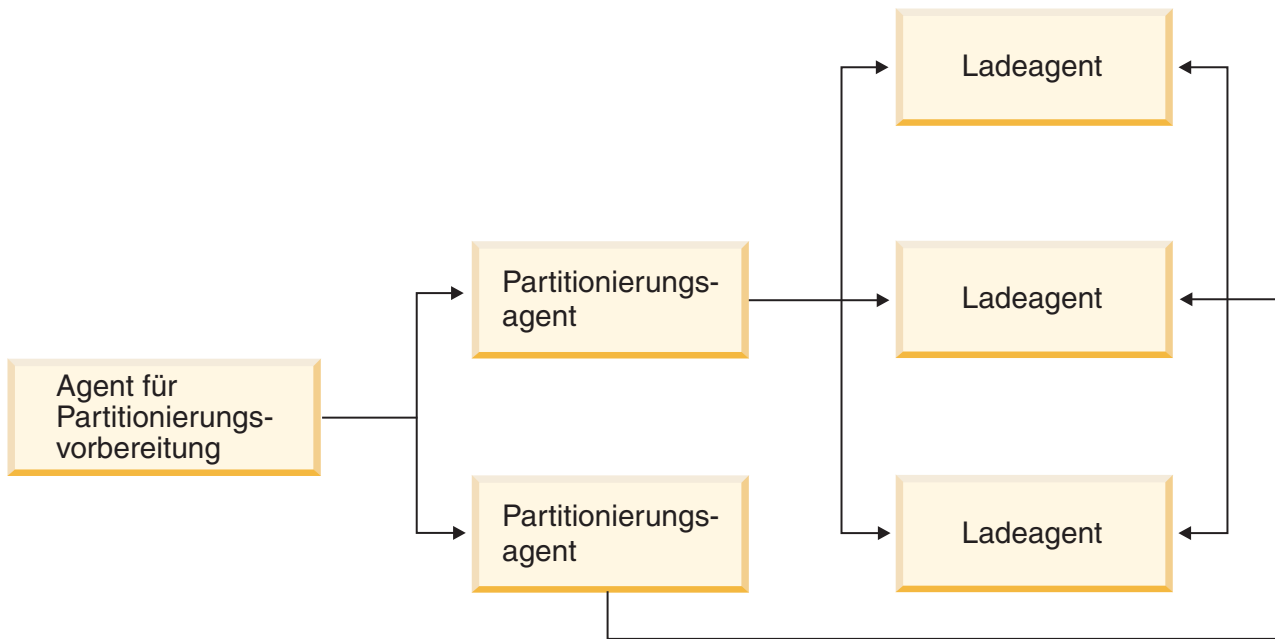 Agent für
Partitionierungs-
vorbereitung
Partitionierungs-
agent
Partitionierungs-
agent
Ladeagent
Ladeagent
Ladeagent